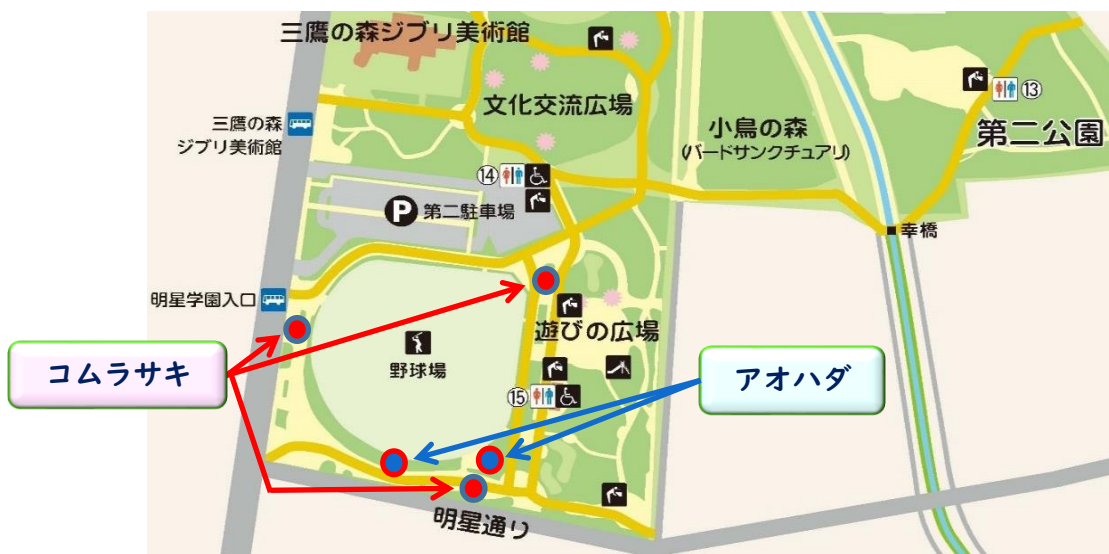 三鷹の森ジブリ美術館
文化交流広場
三鷹の森
ジブリ美術館
小鳥の森
(バードサンクチュアリ)
⑬
第二公園
⑭
P 第二駐車場
幸橋
明星学園入口
遊びの広場
コムラサキ
野球場
アオハダ
⑮
明星通り